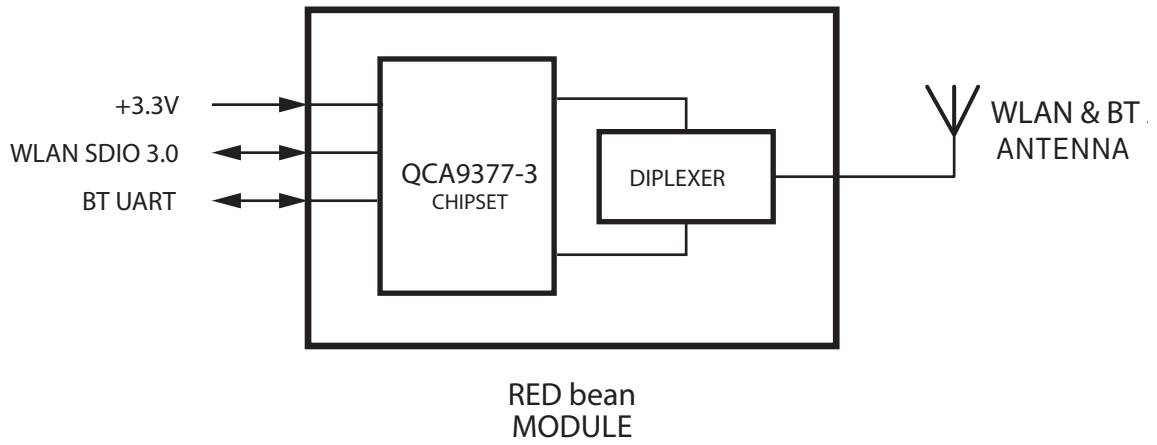 +3.3V
WLAN SDIO 3.0
BT UART
QCA9377-3
CHIPSET
DIPLEXER
WLAN & BT
ANTENNA
RED bean
MODULE